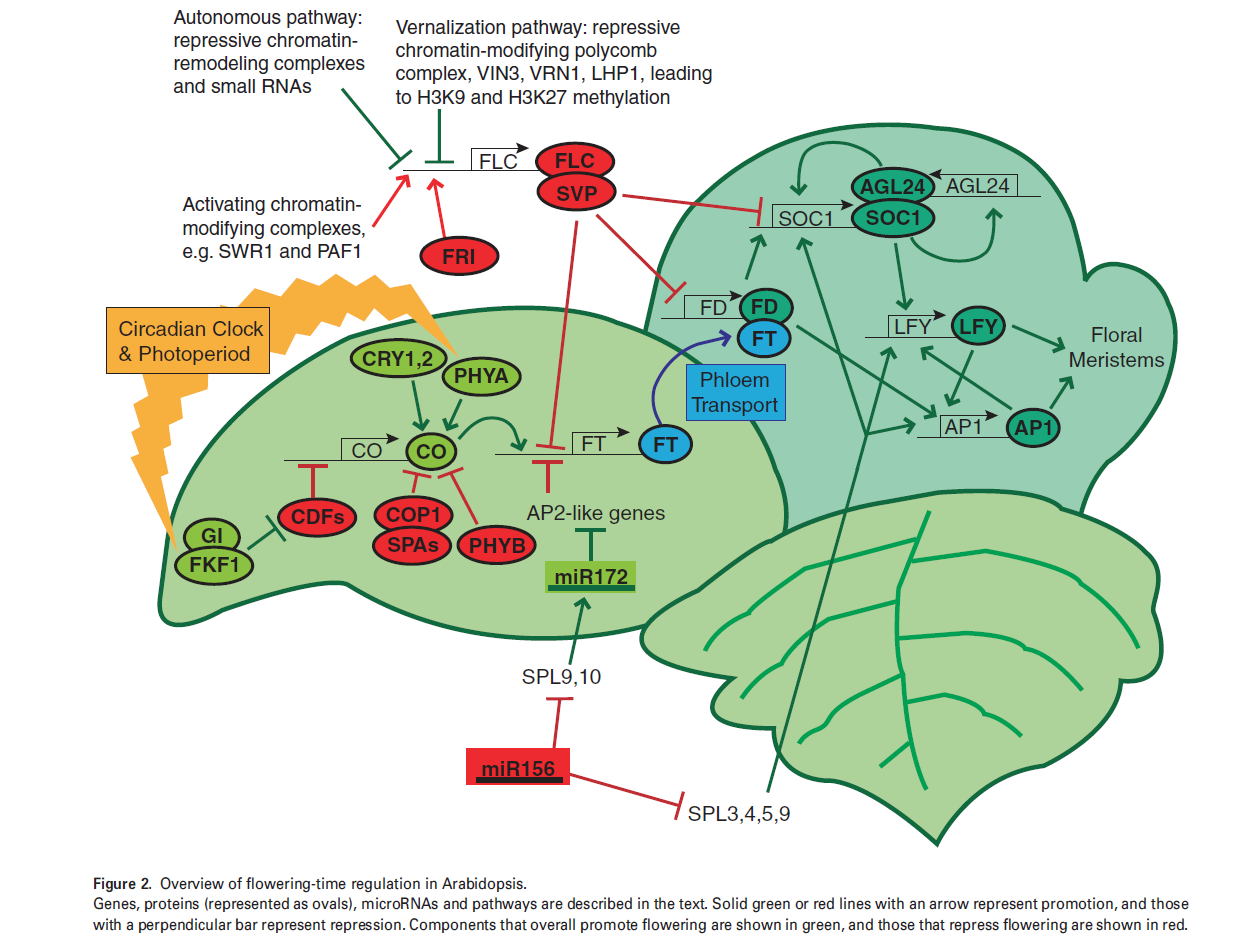 Autonomous pathway:
repressive chromatin-
remodeling complexes
and small RNAs
Vernalization pathway: repressive
chromatin-modifying polycomb
complex, VIN3, VRN1, LHP1, leading
to H3K9 and H3K27 methylation
FLC
FLC
SVP
Activating chromatin-
modifying complexes,
e.g. SWR1 and PAF1
FRI
AGL24
AGL24
SOC1
SOC1
FD
FD
FT
LFY
LFY
Floral
Meristems
AP1
AP1
Circadian Clock
& Photoperiod
CRY1,2
PHYA
Phloem
Transport
CO
CO
FT
FT
CDFs
COP1
SPAs
PHYB
GI
FKF1
AP2-like genes
miR172
SPL9,10
miR156
SPL3,4,5,9
Figure 2. Overview of flowering-time regulation in Arabidopsis.
Genes, proteins (represented as ovals), microRNAs and pathways are described in the text. Solid green or red lines with an arrow represent promotion, and those
with a perpendicular bar represent repression. Components that overall promote flowering are shown in green, and those that repress flowering are shown in red.